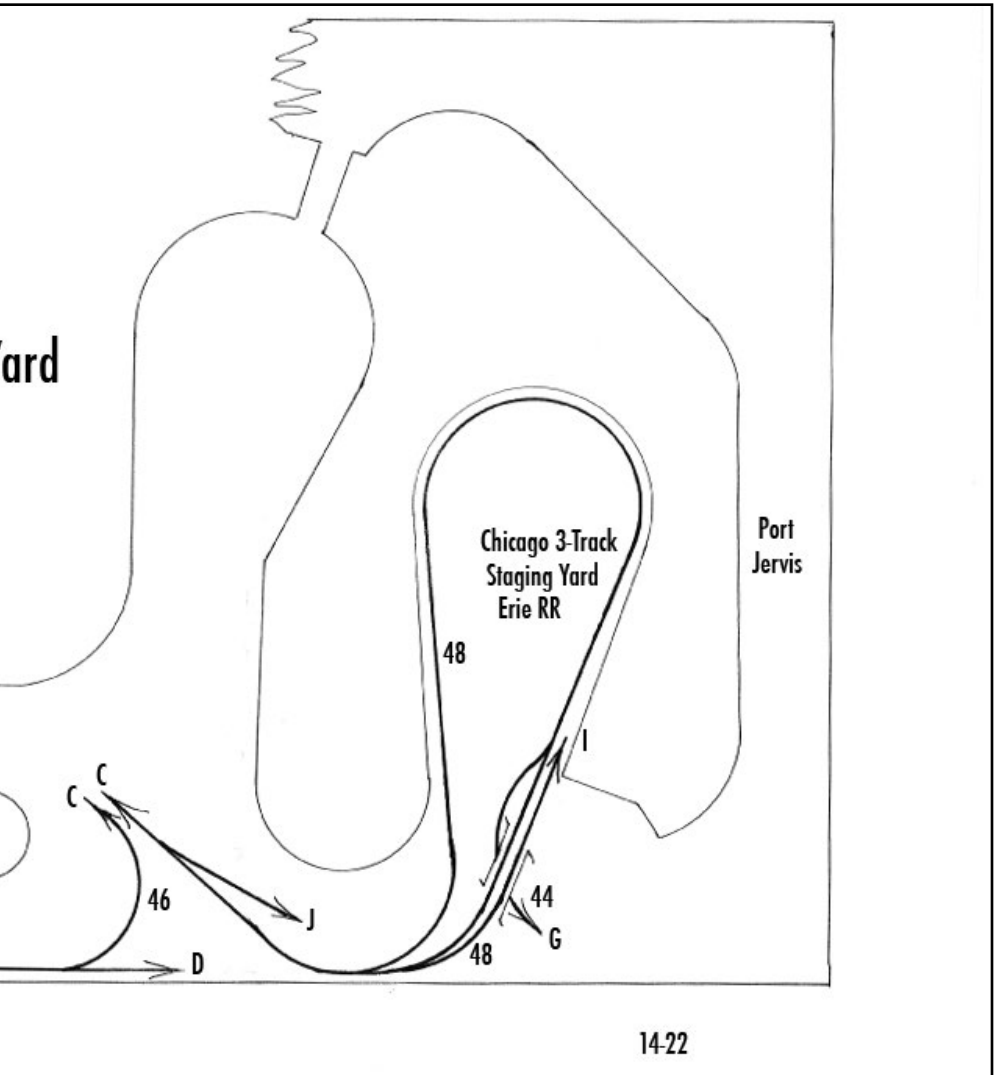 ard
Chicago 3-Track
Staging Yard
Erie RR
Port
Jervis
48
I
C
C
46
J
44
G
48
D
14-22